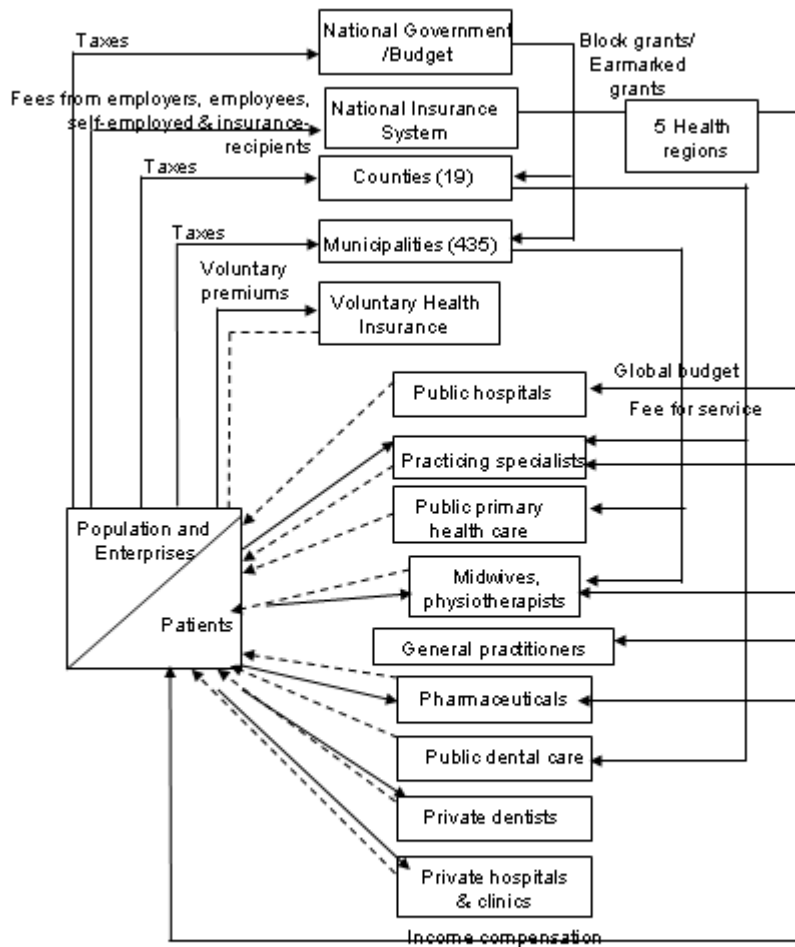 National Government
/Budget
Taxes
Block grants/
Earmarked
grants
Fees from employers, employees,
self-employed & insurance-
recipients
National Insurance
System
5 Health
regions
Taxes
Counties (19)
Taxes
Municipalities (435)
Voluntary
premiums
Voluntary Health
Insurance
Global budget
Public hospitals
Fee for service
Practicing specialists
Public primary
health care
Population and
Enterprises
Midwives,
physiotherapists
Patients
General practitioners
Pharmaceuticals
Public dental care
Private dentists
Private hospitals
& clinics
Income compensation